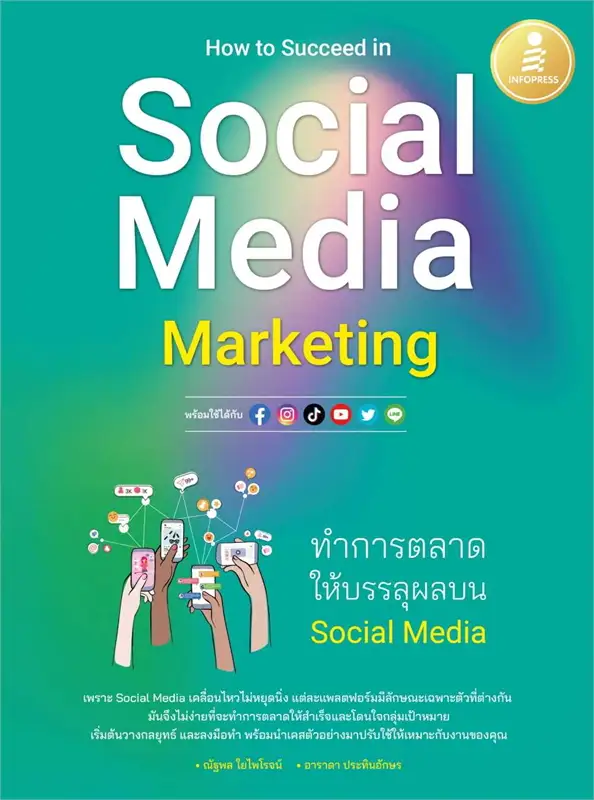 How to Succeed in
INFOPRESS
Social
Media
Marketing
พร้อมใช้ได้กับ
LINE
3K 1K
99+
ทำการตลาด
ให้บรรลุผลบน
Social Media
เพราะ Social Media เคลื่อนไหวไม่หยุดนิ่ง แต่ละแพลตฟอร์มมีลักษณะเฉพาะตัวที่ต่างกัน
มันจึงไม่ง่ายที่จะทำการตลาดให้สำเร็จและโดนใจกลุ่มเป้าหมาย
เริ่มต้นวางกลยุทธ์ และลงมือทำ พร้อมนำเคสตัวอย่างมาปรับใช้ให้เหมาะกับงานของคุณ
• ณัฐพล ใยไพโรจน์ • อาราดา ประทินอักษร